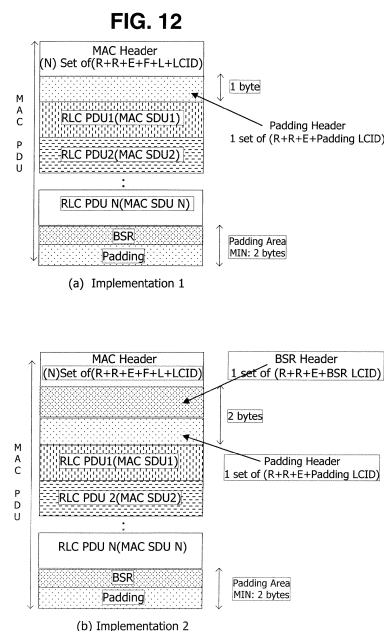 FIG. 12
MAC Header
(N) Set of(R+R+E+F+L+LCID)
1 byte
Padding Header
1 set of (R+R+E+Padding LCID)
MAC PDU
RLC PDU1(MAC SDU1)
RLC PDU2(MAC SDU2)
:
RLC PDU N(MAC SDU N)
BSR
Padding
Padding Area
MIN: 2 bytes
(a) Implementation 1
MAC Header
(N)Set of(R+R+E+F+L+LCID)
BSR Header
1 set of (R+R+E+BSR LCID)
2 bytes
Padding Header
1 set of (R+R+E+Padding LCID)
MAC PDU
RLC PDU1(MAC SDU1)
RLC PDU 2(MAC SDU2)
:
RLC PDU N(MAC SDU N)
BSR
Padding
Padding Area
MIN: 2 bytes
(b) Implementation 2